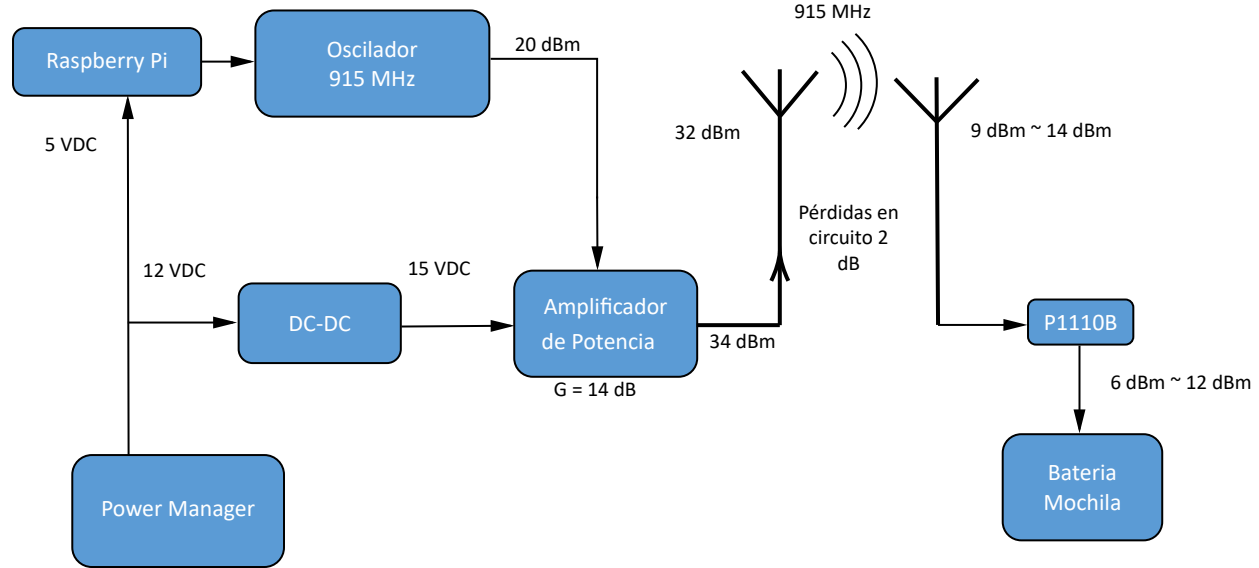 915 MHz
Raspberry Pi
Oscilador
915 MHz
20 dBm
32 dBm
9 dBm ~ 14 dBm
5 VDC
Pérdidas en
circuito 2
dB
12 VDC
15 VDC
DC-DC
Amplificador
de Potencia
34 dBm
G = 14 dB
P1110B
6 dBm ~ 12 dBm
Power Manager
Bateria
Mochila